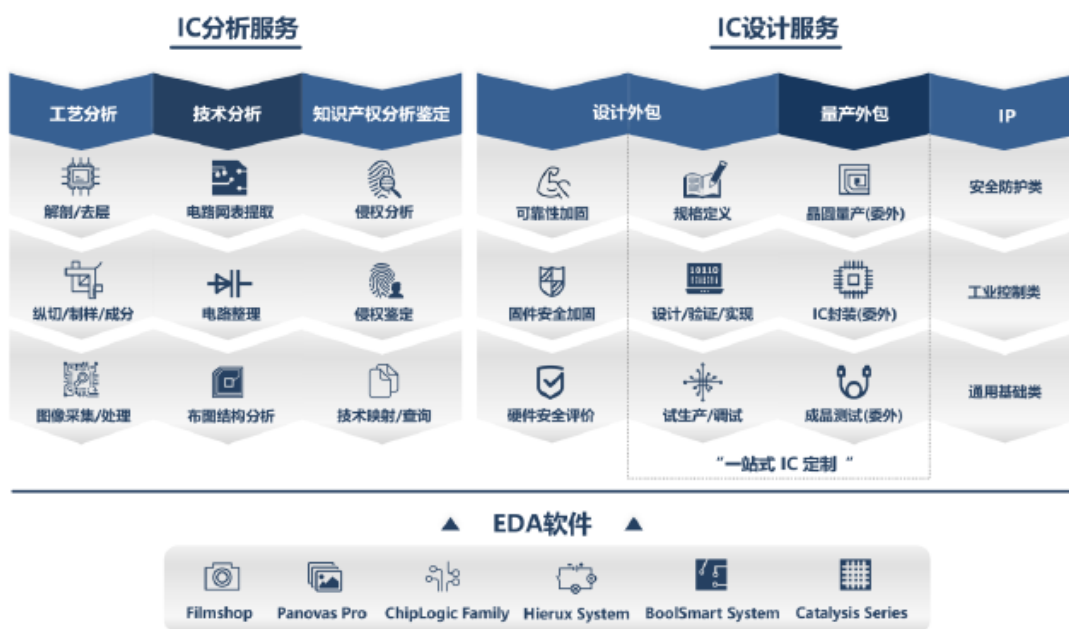 IC分析服务
IC设计服务
工艺分析 技术分析 知识产权分析鉴定 设计外包 量产外包 IP
解剖/去层 电路网表提取 侵权分析 可靠性加固 规格定义 晶圆量产(委外) 安全防护类
纵切/制样/成分 电路整理 侵权鉴定 固件安全加固 设计/验证/实现 IC封装(委外) 工业控制类
图像采集/处理 布图结构分析 技术映射/查询 硬件安全评价 试生产/调试 成品测试(委外) 通用基础类
“一站式 IC 定制 “
EDA软件
Filmshop Panovas Pro ChipLogic Family Hierux System BoolSmart System Catalysis Series